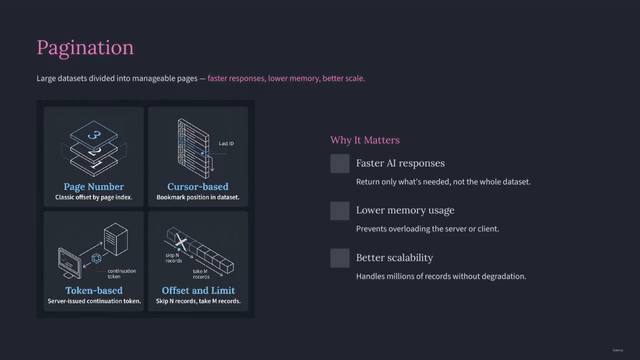 Pagination
Large datasets divided into manageable pages — faster responses, lower memory, better scale.
3
2
1
Page Number
Classic offset by page index.
Last ID
Cursor-based
Bookmark position in dataset.
continuation
token
Token-based
Server-issued continuation token.
skip N
records
take M
records
Offset and Limit
Skip N records, take M records.
Why It Matters
Faster AI responses
Return only what's needed, not the whole dataset.
Lower memory usage
Prevents overloading the server or client.
Better scalability
Handles millions of records without degradation.